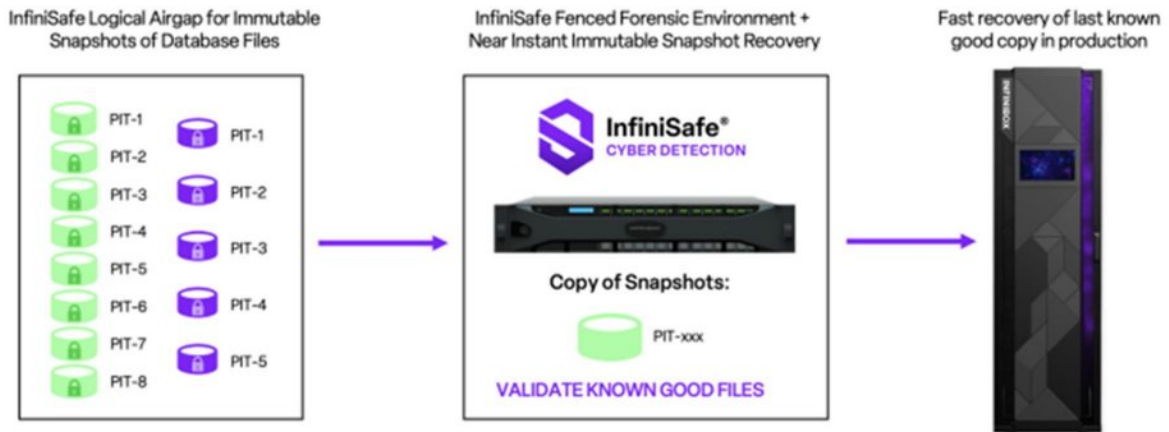 InfiniSafe Logical Airgap for Immutable
Snapshots of Database Files
PIT-1
PIT-2
PIT-3
PIT-4
PIT-5
PIT-6
PIT-7
PIT-8
PIT-1
PIT-2
PIT-3
PIT-4
PIT-5
InfiniSafe Fenced Forensic Environment +
Near Instant Immutable Snapshot Recovery
InfiniSafe®
CYBER DETECTION
Copy of Snapshots:
PIT-xxx
VALIDATE KNOWN GOOD FILES
Fast recovery of last known
good copy in production
INFINIBOX